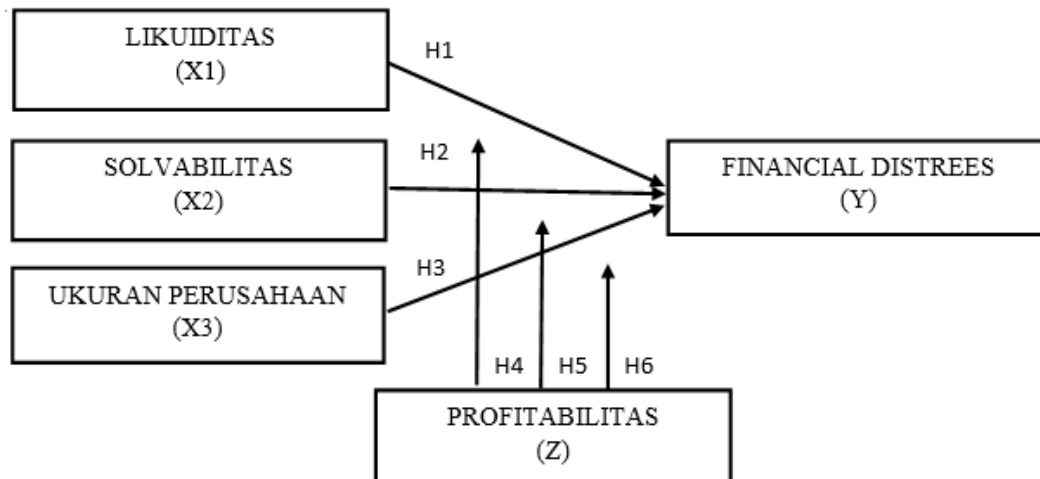 LIKUIDITAS
(X1)
H1
SOLVABILITAS
(X2)
H2
FINANCIAL DISTREES
(Y)
UKURAN PERUSAHAAN
(X3)
H3
H4 H5 H6
PROFITABILITAS
(Z)